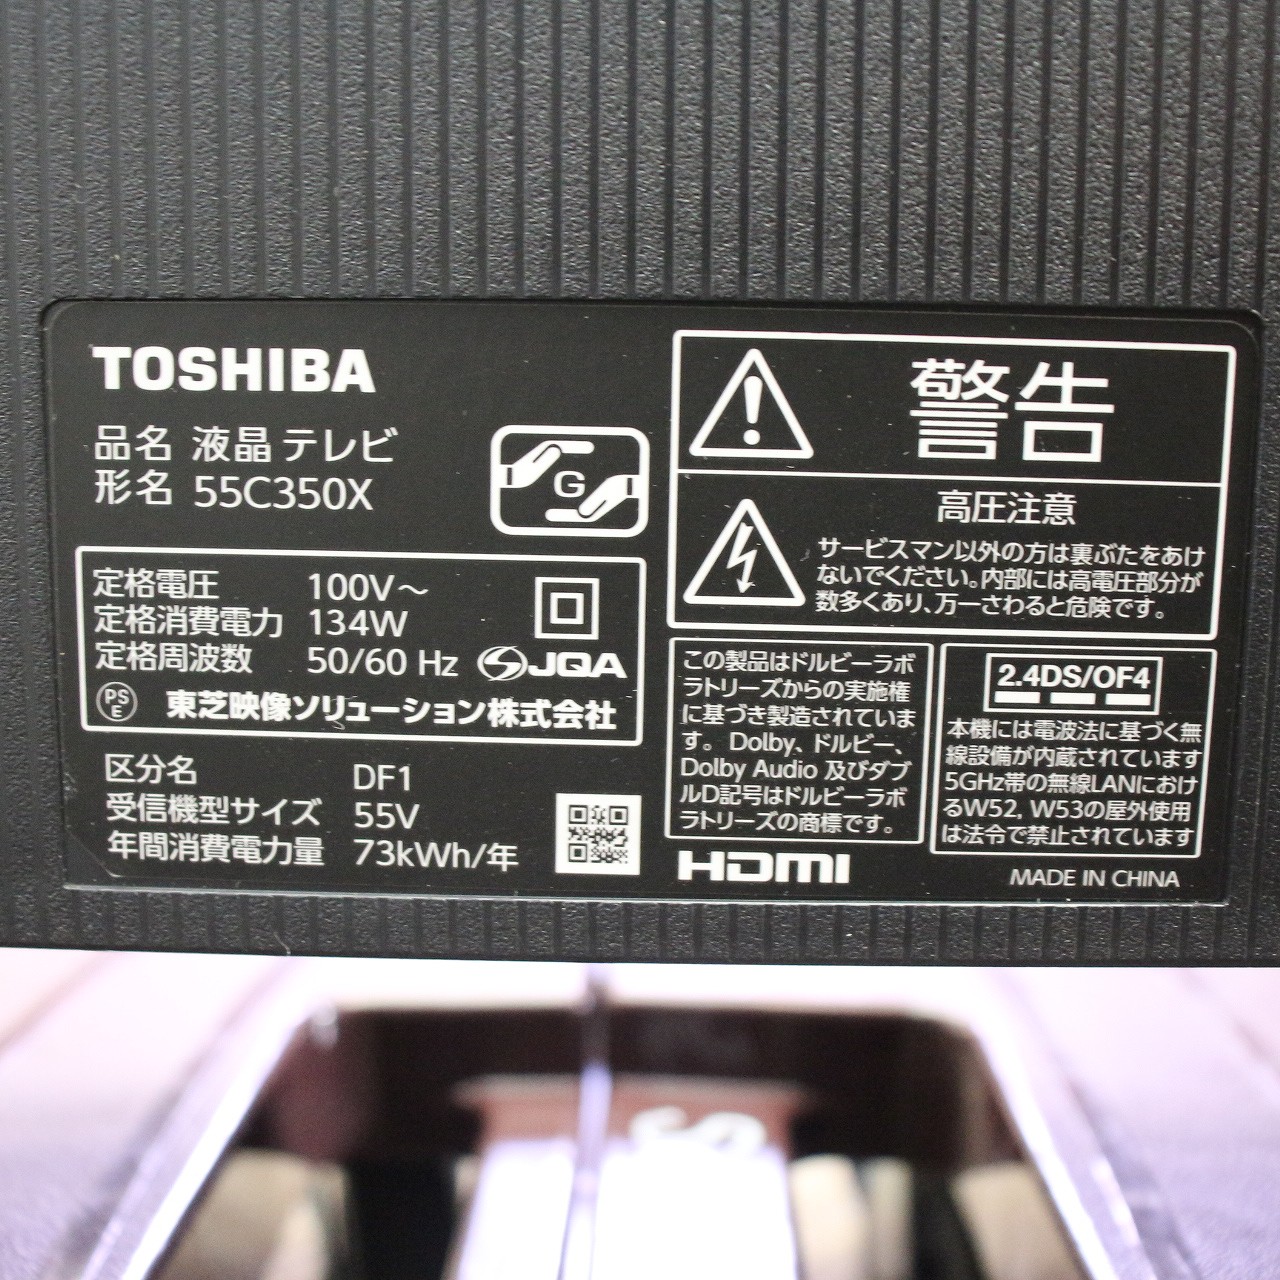 TOSHIBA
品名 液晶テレビ
形名 55C350X
G
定格電圧 100V～
定格消費電力 134W
定格周波数 50/60 Hz JQA
PSE 東芝映像ソリューション株式会社
区分名 DF1
受信機型サイズ 55V
年間消費電力量 73kWh/年
警告
高圧注意
サービスマン以外の方は裏ぶたをあけ
ないでください。内部には高電圧部分が
数多くあり、万一さわると危険です。
この製品はドルビーラボ
ラトリーズからの実施権
に基づき製造されていま
す。Dolby、ドルビー、
Dolby Audio 及びダブ
ルD記号はドルビーラボ
ラトリーズの商標です。
2.4DS/OF4
本機には電波法に基づく無
線設備が内蔵されています
5GHz帯の無線LANにおけ
るW52, W53の屋外使用
は法令で禁止されています
HDMI
MADE IN CHINA